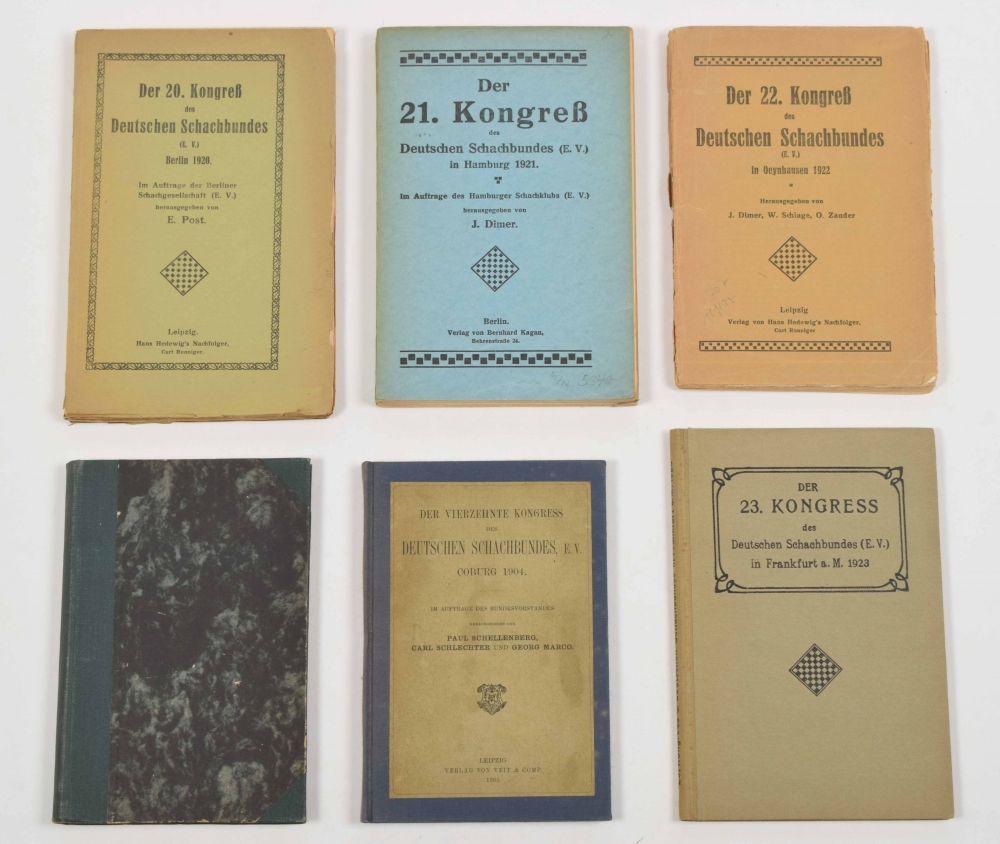 Der 20. Kongreß
des
Deutschen Schachbundes
(E. V.)
Berlin 1920.
Im Auftrage der Berliner
Schachgesellschaft (E. V.)
herausgegeben von
E. Post.
Leipzig.
Hans Hedewig's Nachfolger,
Curt Ronniger.
Der
21. Kongreß
des
Deutschen Schachbundes (E. V.)
in Hamburg 1921.
Im Auftrage des Hamburger Schachklubs (E. V.)
herausgegeben von
J. Dimer.
Berlin.
Verlag von Bernhard Kagan,
Behrenstraße 24.
5344
Der 22. Kongreß
des
Deutschen Schachbundes
(E. V.)
in Oeynhausen 1922
Herausgegeben von
J. Dimer, W. Schlage, O. Zander
Leipzig
Verlag von Hans Hedewig's Nachfolger,
Curt Ronniger
DER VIERZEHNTE KONGRESS
DES
DEUTSCHEN SCHACHBUNDES, E. V.
COBURG 1904.
IM AUFTRAGE DES BUNDESVORSTANDES
HERAUSGEGEBEN VON
PAUL SCHELLENBERG,
CARL SCHLECHTER UND GEORG MARCO.
LEIPZIG
VERLAG VON VEIT & COMP.
DER
23. KONGRESS
des
Deutschen Schachbundes (E. V.)
in Frankfurt a. M. 1923